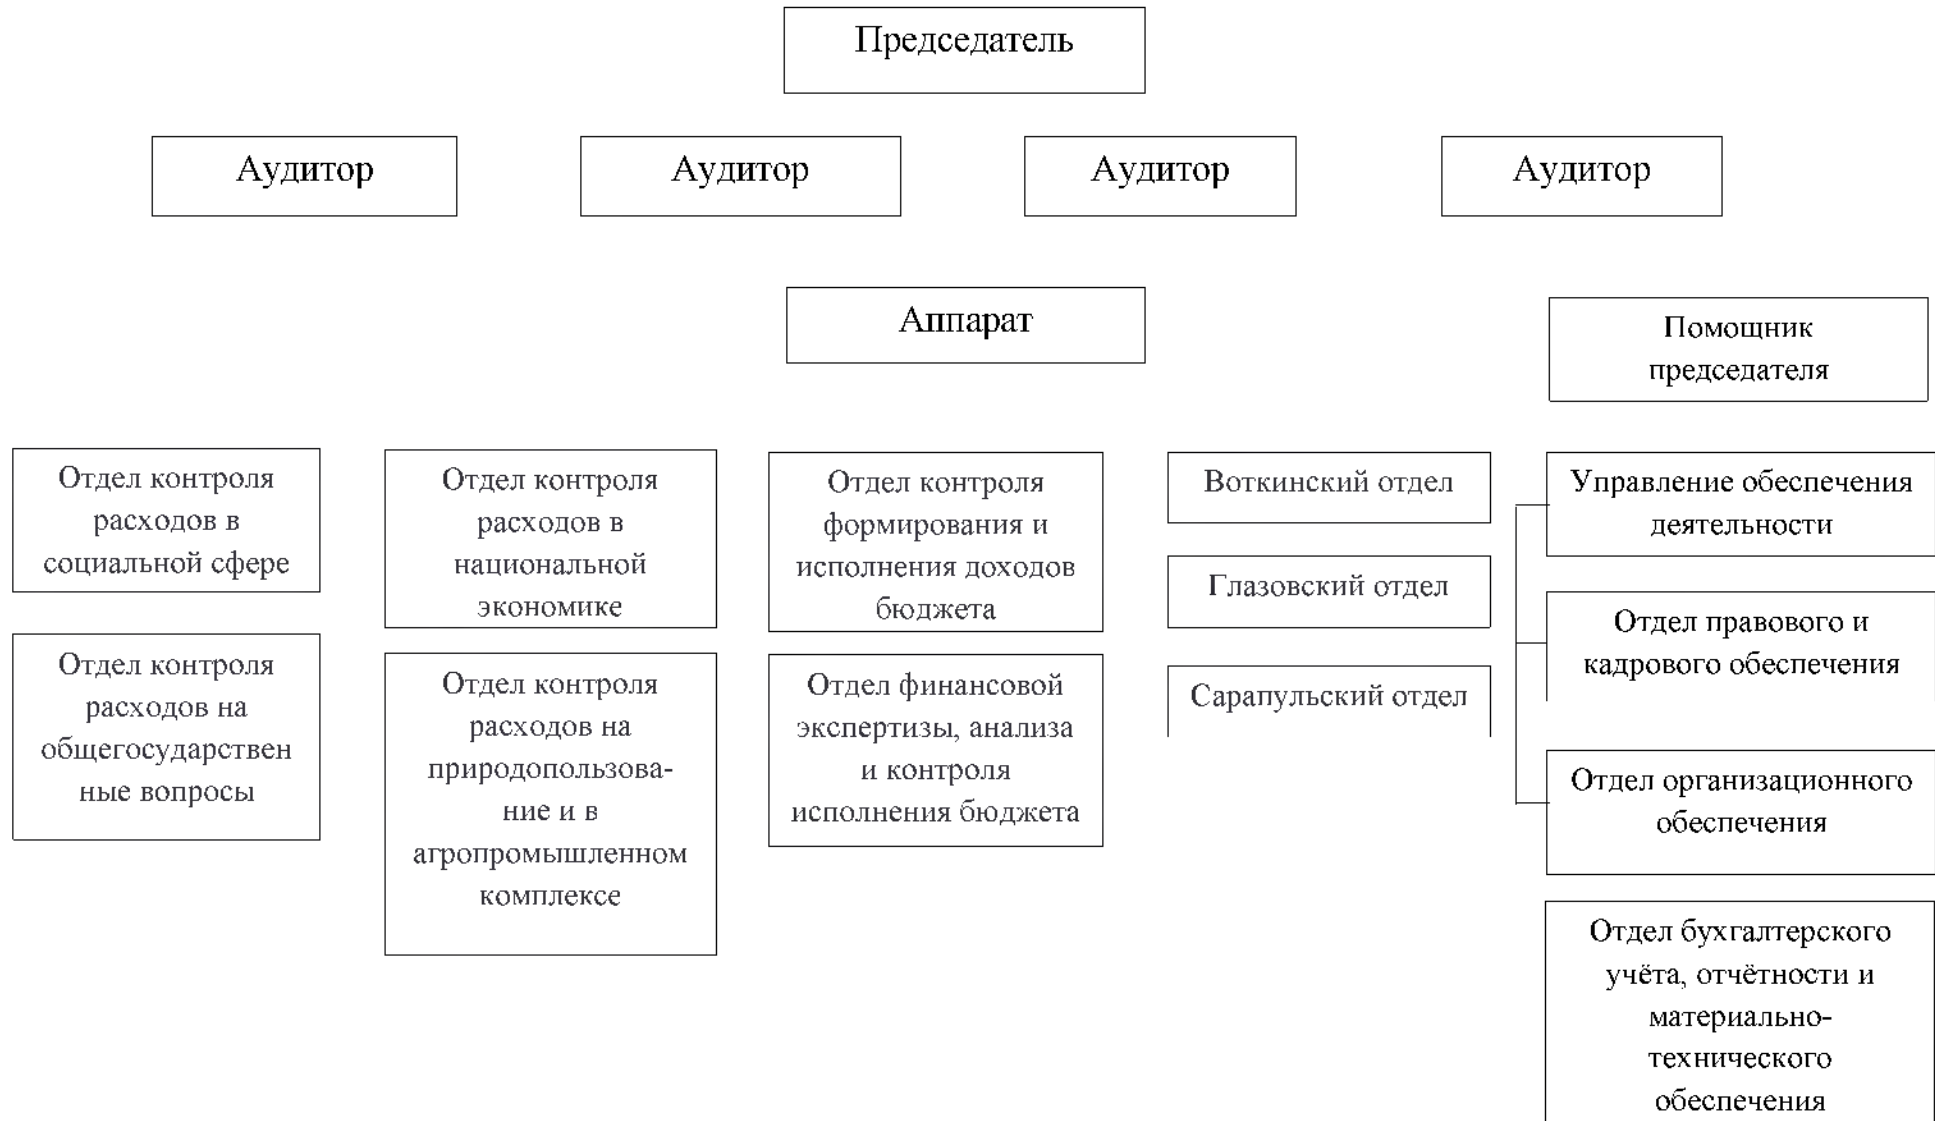 Председатель
Аудитор
Аудитор
Аудитор
Аудитор
Аппарат
Помощник
председателя
Отдел контроля
расходов в
социальной сфере
Отдел контроля
расходов на
общегосударствен
ные вопросы
Отдел контроля
расходов в
национальной
экономике
Отдел контроля
расходов на
природопользова-
ние и в
агропромышленном
комплексе
Отдел контроля
формирования и
исполнения доходов
бюджета
Отдел финансовой
экспертизы, анализа
и контроля
исполнения бюджета
Воткинский отдел
Глазовский отдел
Сарапульский отдел
Управление обеспечения
деятельности
Отдел правового и
кадрового обеспечения
Отдел организационного
обеспечения
Отдел бухгалтерского
учёта, отчётности и
материально-
технического
обеспечения